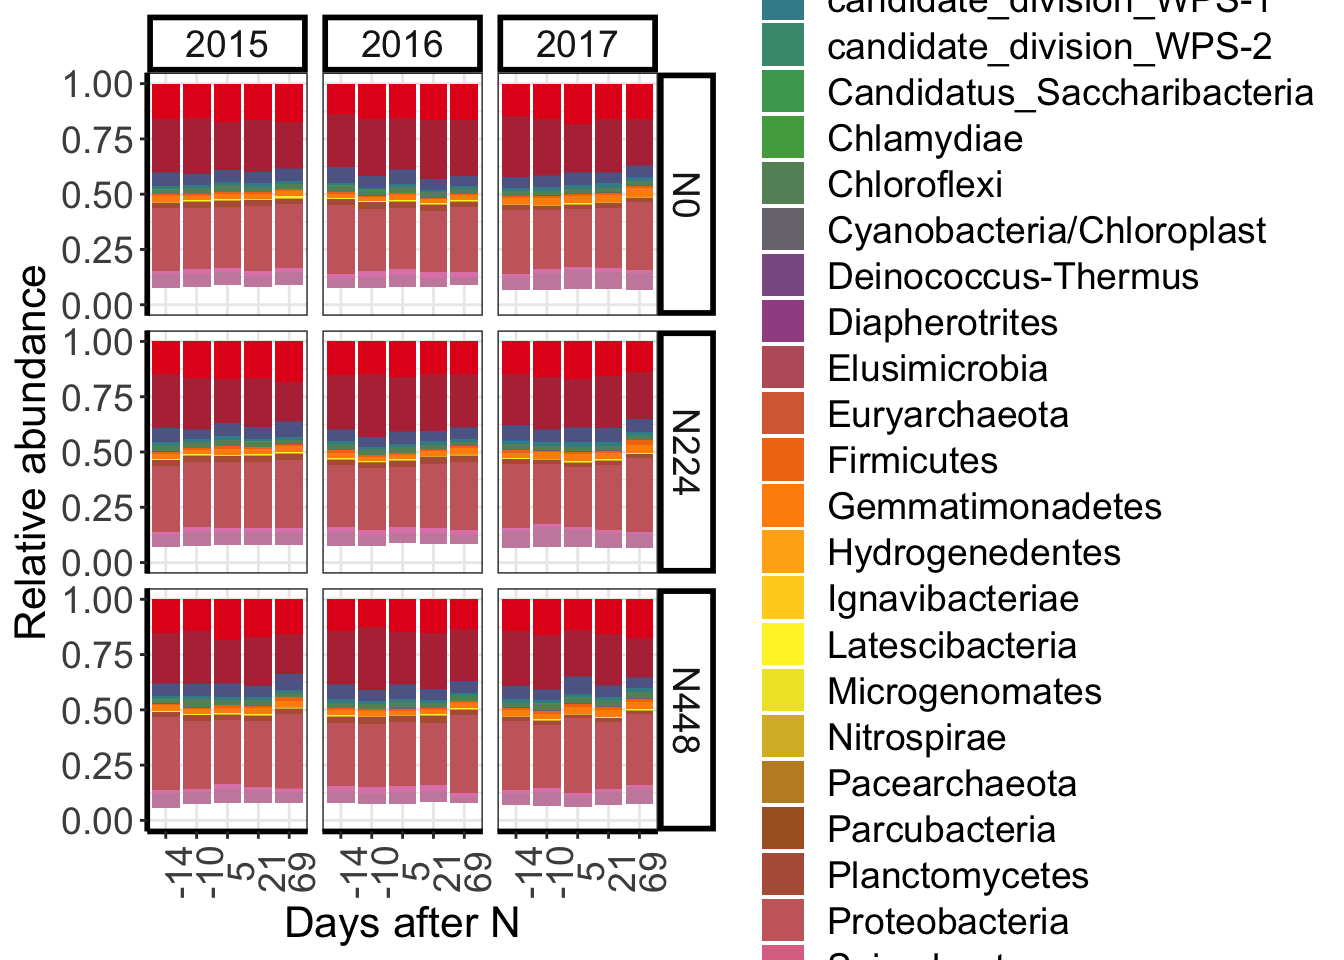 2015 2016 2017
1.00
0.75
0.50
0.25
0.00
N0
1.00
0.75
0.50
0.25
0.00
N224
1.00
0.75
0.50
0.25
0.00
N448
Relative abundance
-14 -10 5 21 69 -14 -10 5 21 69 -14 -10 5 21 69
Days after N
candidate_division_WPS-1
candidate_division_WPS-2
Candidatus_Saccharibacteria
Chlamydiae
Chloroflexi
Cyanobacteria/Chloroplast
Deinococcus-Thermus
Diapherotrites
Elusimicrobia
Euryarchaeota
Firmicutes
Gemmatimonadetes
Hydrogenedentes
Ignavibacteriae
Latescibacteria
Microgenomates
Nitrospirae
Pacearchaeota
Parcubacteria
Planctomycetes
Proteobacteria